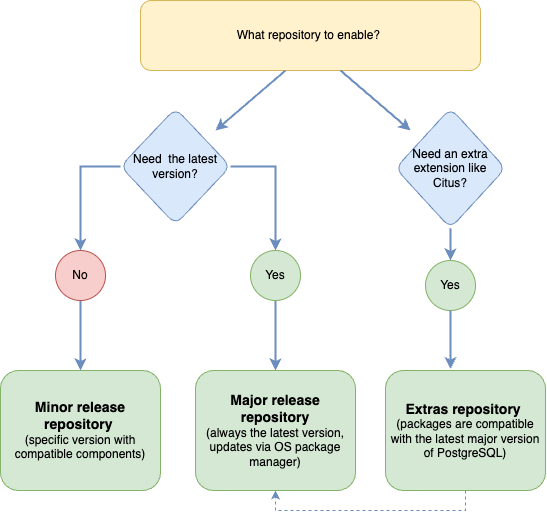 What repository to enable?
Need the latest
version?
Need an extra
extension like
Citus?
No
Yes
Yes
Minor release
repository
(specific version with
compatible components)
Major release
repository
(always the latest version,
updates via OS package
manager)
Extras repository
(packages are compatible
with the latest major version
of PostgreSQL)